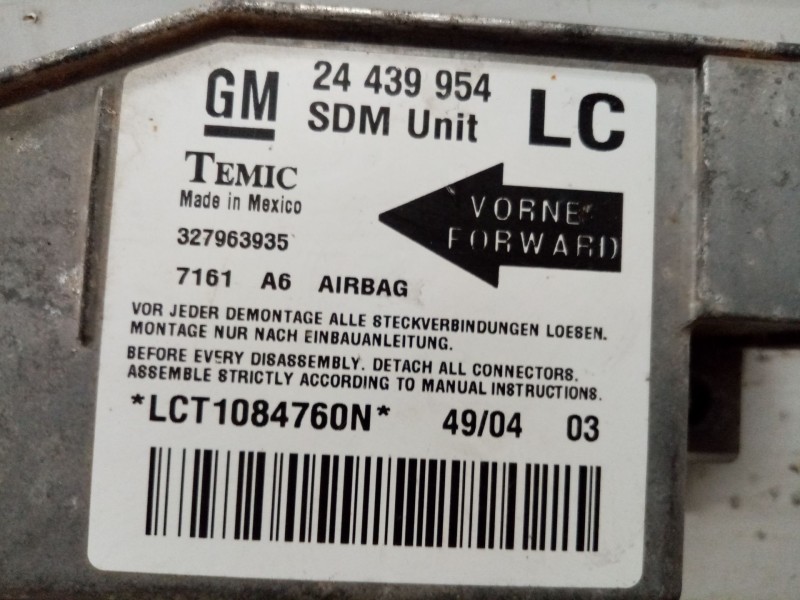 GM 24 439 954 LC
SDM Unit
TEMIC
Made in Mexico
VORNE
FORWARD
327963935
7161 A6 AIRBAG
VOR JEDER DEMONTAGE ALLE STECKVERBINDUNGEN LOESEN.
MONTAGE NUR NACH EINBAUANLEITUNG.
BEFORE EVERY DISASSEMBLY. DETACH ALL CONNECTORS.
ASSEMBLE STRICTLY ACCORDING TO MANUAL INSTRUCTIONS.
*LCT1084760N* 49/04 03